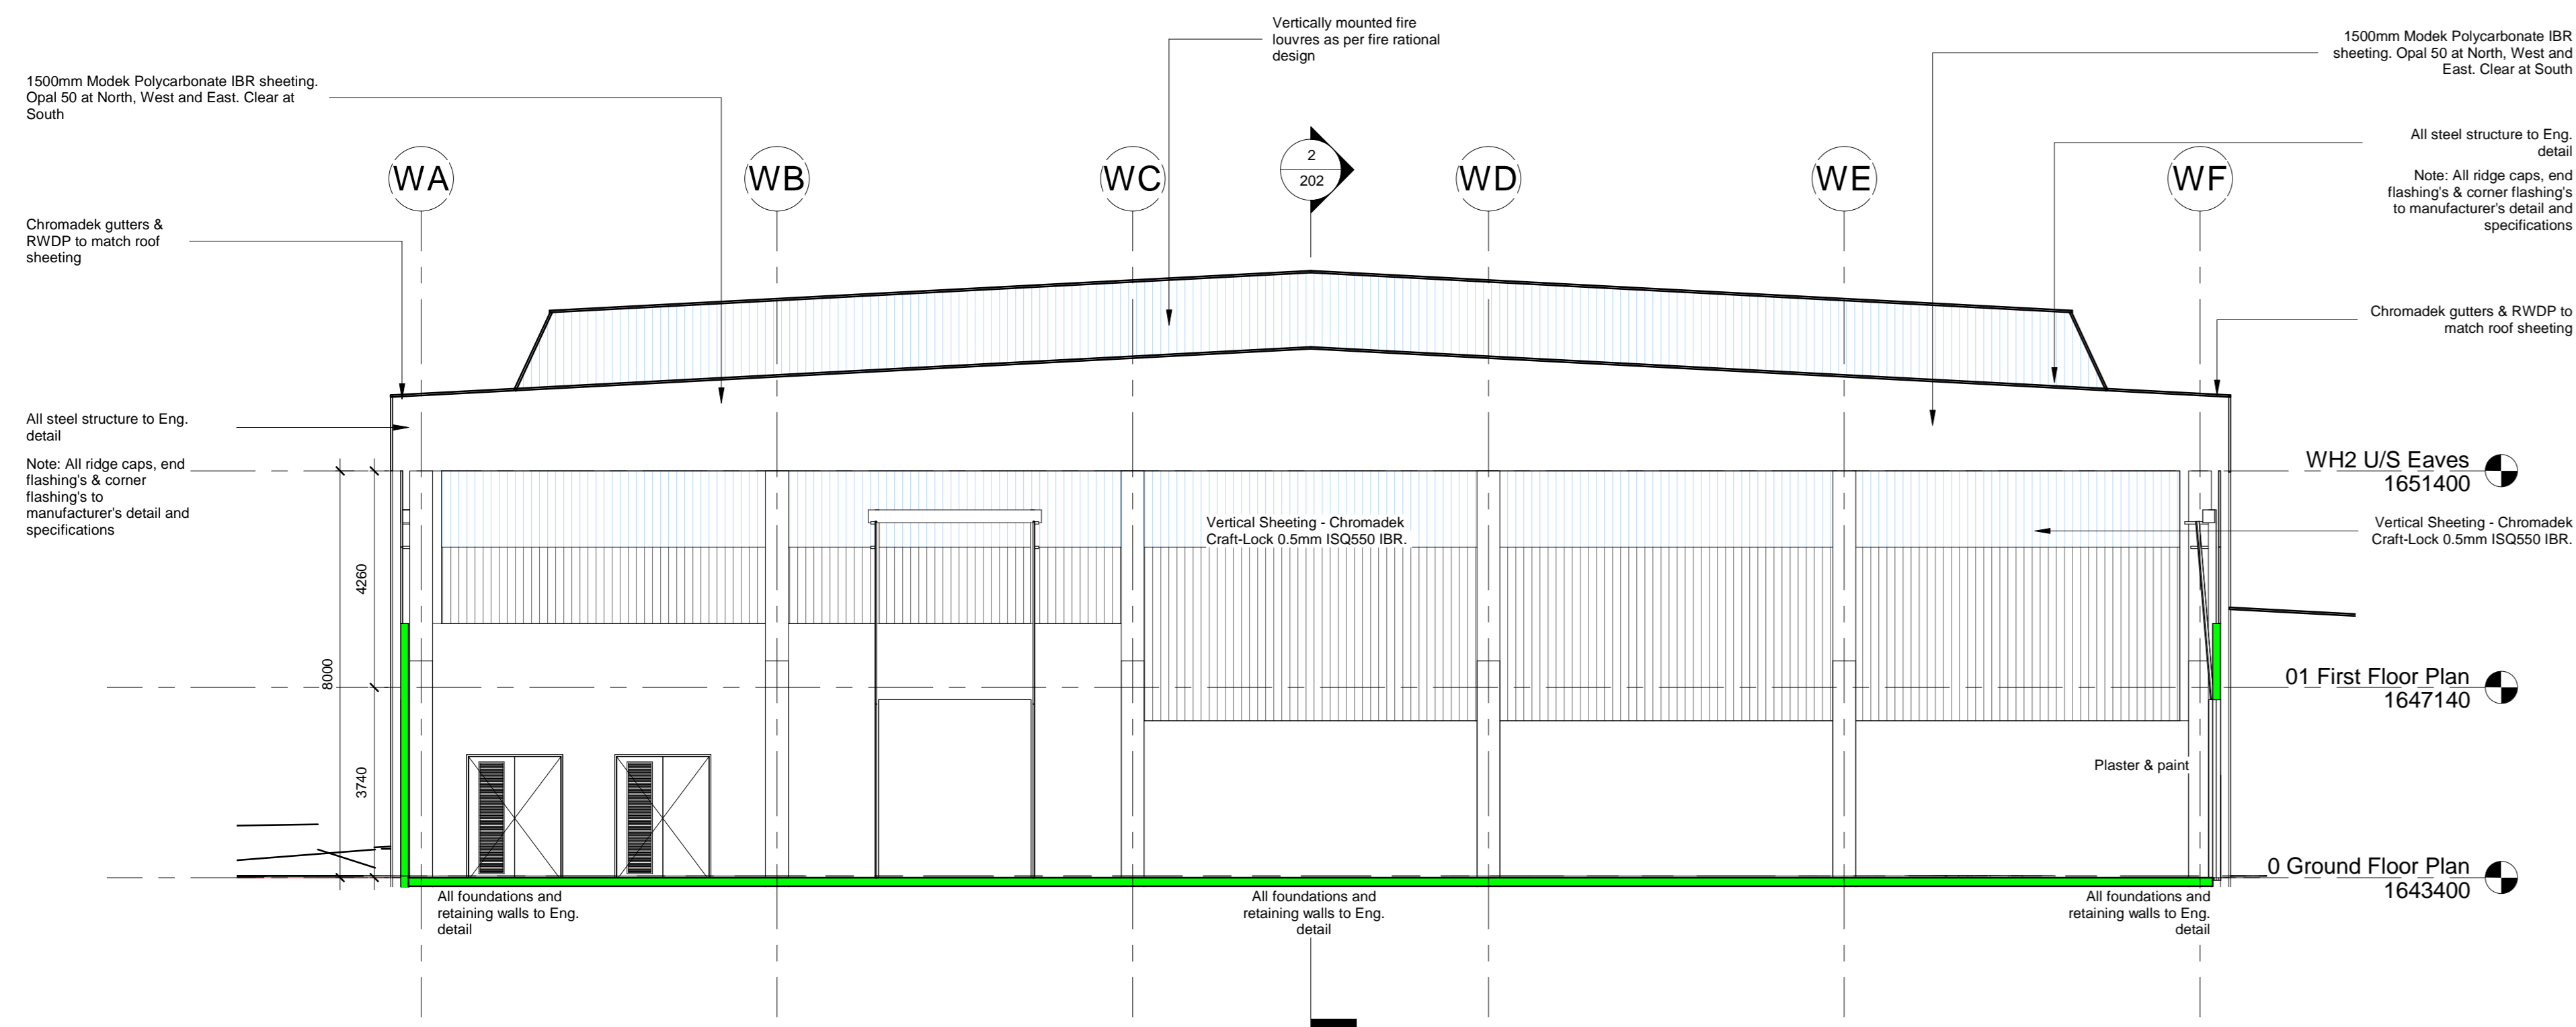 Vertically mounted fire
louvres as per fire rational
design
1500mm Modek Polycarbonate IBR
sheeting. Opal 50 at North, West and
East. Clear at South
1500mm Modek Polycarbonate IBR sheeting.
Opal 50 at North, West and East. Clear at
South
All steel structure to Eng.
detail
Note: All ridge caps, end
flashing's & corner flashing's
to manufacturer's detail and
specifications
WA
WB
WC
2
202
WD
WE
WF
Chromadek gutters &
RWDP to match roof
sheeting
Chromadek gutters & RWDP to
match roof sheeting
All steel structure to Eng.
detail
Note: All ridge caps, end
flashing's & corner
flashing's to
manufacturer's detail and
specifications
WH2 U/S Eaves
1651400
Vertical Sheeting - Chromadek
Craft-Lock 0.5mm ISQ550 IBR.
Vertical Sheeting - Chromadek
Craft-Lock 0.5mm ISQ550 IBR.
4260
8000
01 First Floor Plan
1647140
3740
Plaster & paint
0 Ground Floor Plan
1643400
All foundations and
retaining walls to Eng.
detail
All foundations and
retaining walls to Eng.
detail
All foundations and
retaining walls to Eng.
detail